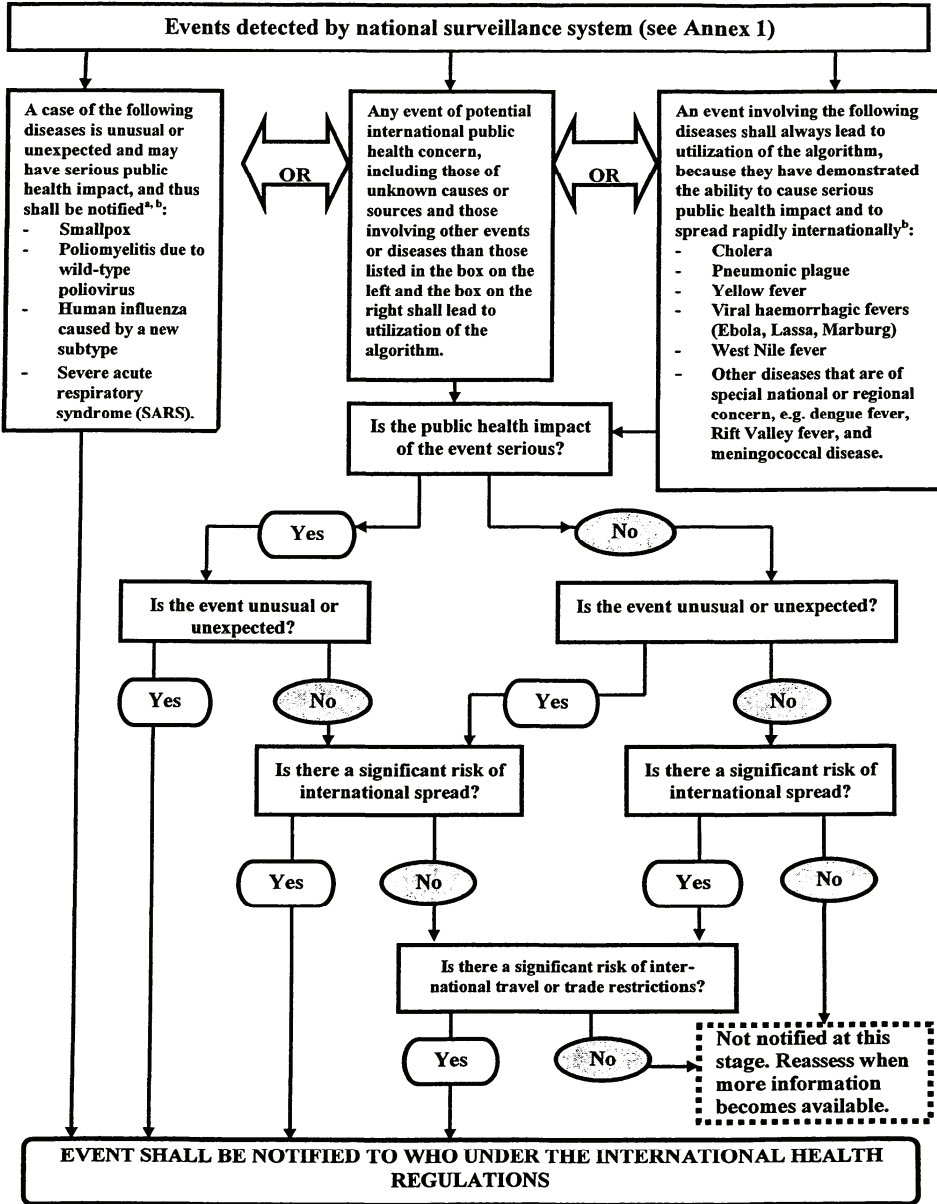 Events detected by national surveillance system (see Annex 1)
A case of the following
diseases is unusual or
unexpected and may
have serious public
health impact, and thus
shall be notifiedᵃ, ᵇ:
- Smallpox
- Poliomyelitis due to
wild-type
poliovirus
- Human influenza
caused by a new
subtype
- Severe acute
respiratory
syndrome (SARS).
OR
Any event of potential
international public
health concern,
including those of
unknown causes or
sources and those
involving other events
or diseases than those
listed in the box on the
left and the box on the
right shall lead to
utilization of the
algorithm.
OR
An event involving the following
diseases shall always lead to
utilization of the algorithm,
because they have demonstrated
the ability to cause serious
public health impact and to
spread rapidly internationallyᵇ:
- Cholera
- Pneumonic plague
- Yellow fever
- Viral haemorrhagic fevers
(Ebola, Lassa, Marburg)
- West Nile fever
- Other diseases that are of
special national or regional
concern, e.g. dengue fever,
Rift Valley fever, and
meningococcal disease.
Is the public health impact
of the event serious?
Yes
No
Is the event unusual or
unexpected?
Is the event unusual or unexpected?
Yes
No
Yes
No
Is there a significant risk of
international spread?
Is there a significant risk of
international spread?
Yes
No
Yes
No
Is there a significant risk of inter-
national travel or trade restrictions?
Yes
No
Not notified at this
stage. Reassess when
more information
becomes available.
EVENT SHALL BE NOTIFIED TO WHO UNDER THE INTERNATIONAL HEALTH
REGULATIONS